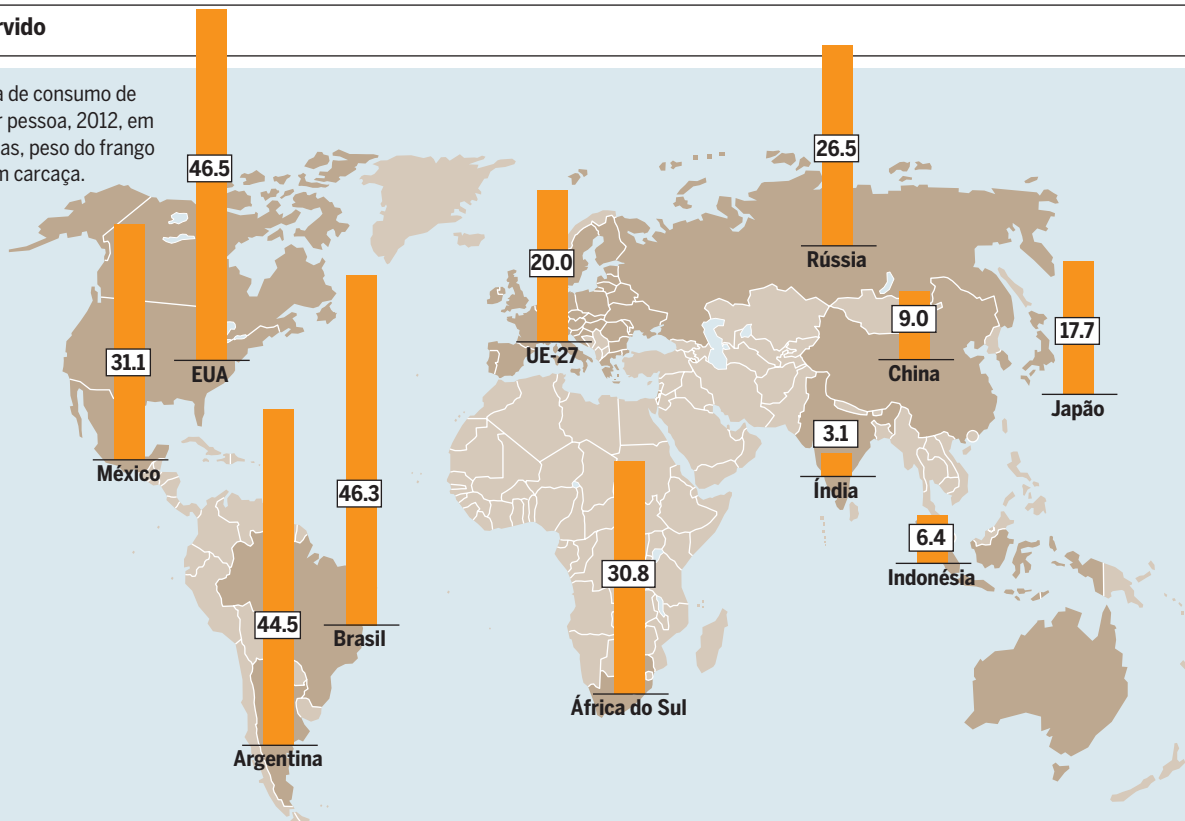 rvido
a de consumo de
r pessoa, 2012, em
as, peso do frango
m carcaça.
46.5
EUA
31.1
México
46.3
Brasil
44.5
Argentina
20.0
UE-27
30.8
África do Sul
26.5
Rússia
9.0
China
17.7
Japão
3.1
Índia
6.4
Indonésia